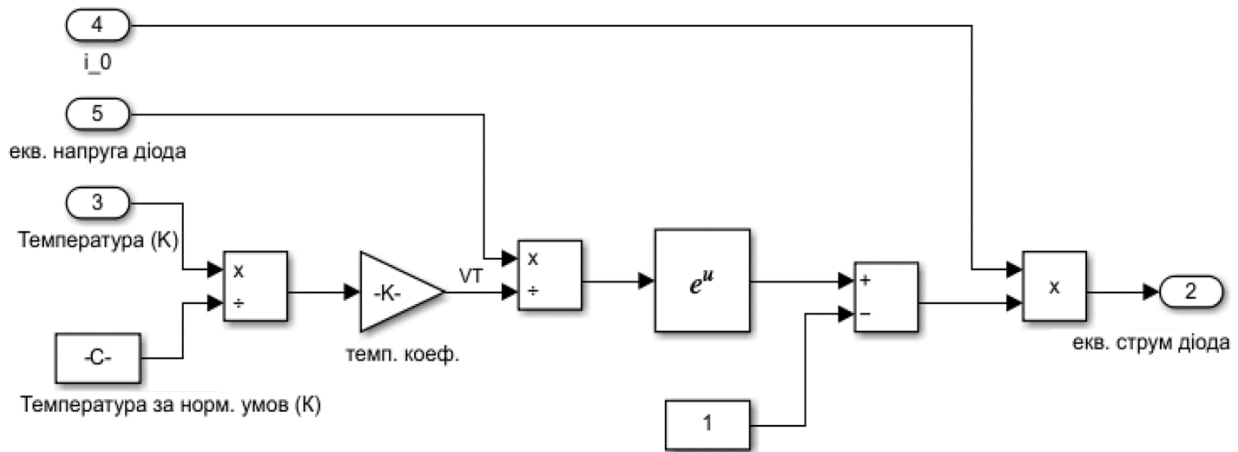 4
i_0
5
екв. напруга діода
3
Температура (K)
x
÷
-K-
темп. коеф.
VT
x
÷
e^u
+
−
x
2
екв. струм діода
-C-
Температура за норм. умов (К)
1